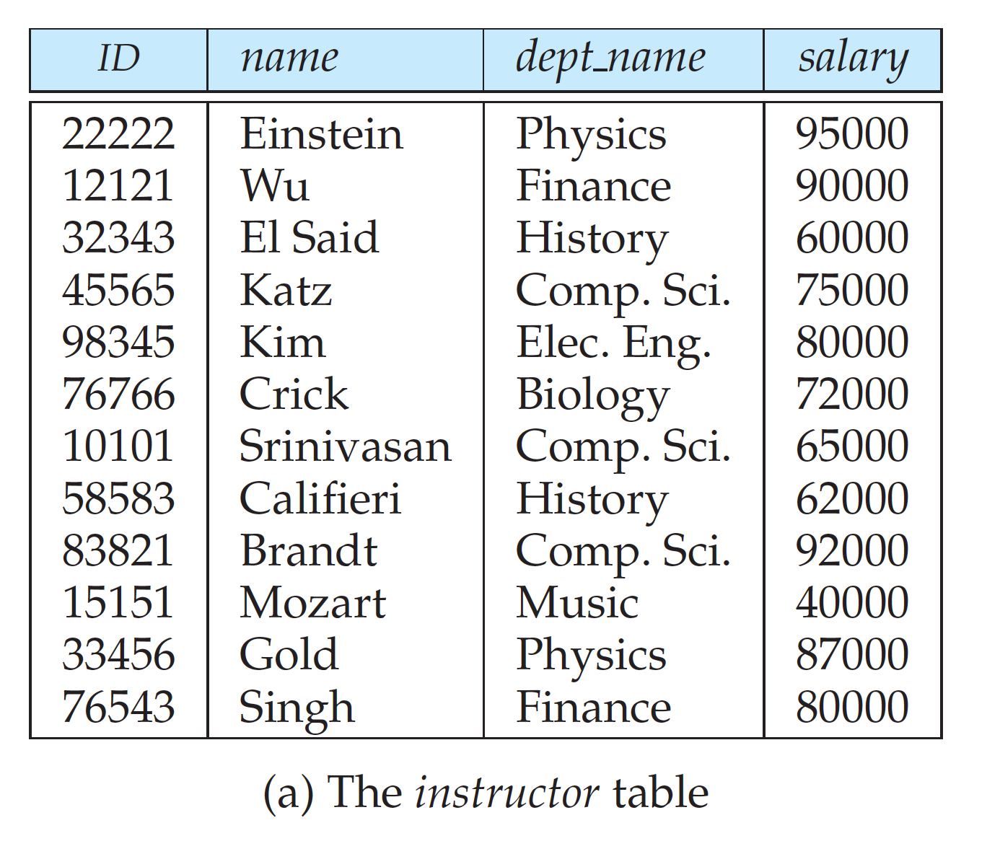 ID name dept_name salary
22222 Einstein Physics 95000
12121 Wu Finance 90000
32343 El Said History 60000
45565 Katz Comp. Sci. 75000
98345 Kim Elec. Eng. 80000
76766 Crick Biology 72000
10101 Srinivasan Comp. Sci. 65000
58583 Califieri History 62000
83821 Brandt Comp. Sci. 92000
15151 Mozart Music 40000
33456 Gold Physics 87000
76543 Singh Finance 80000
(a) The instructor table